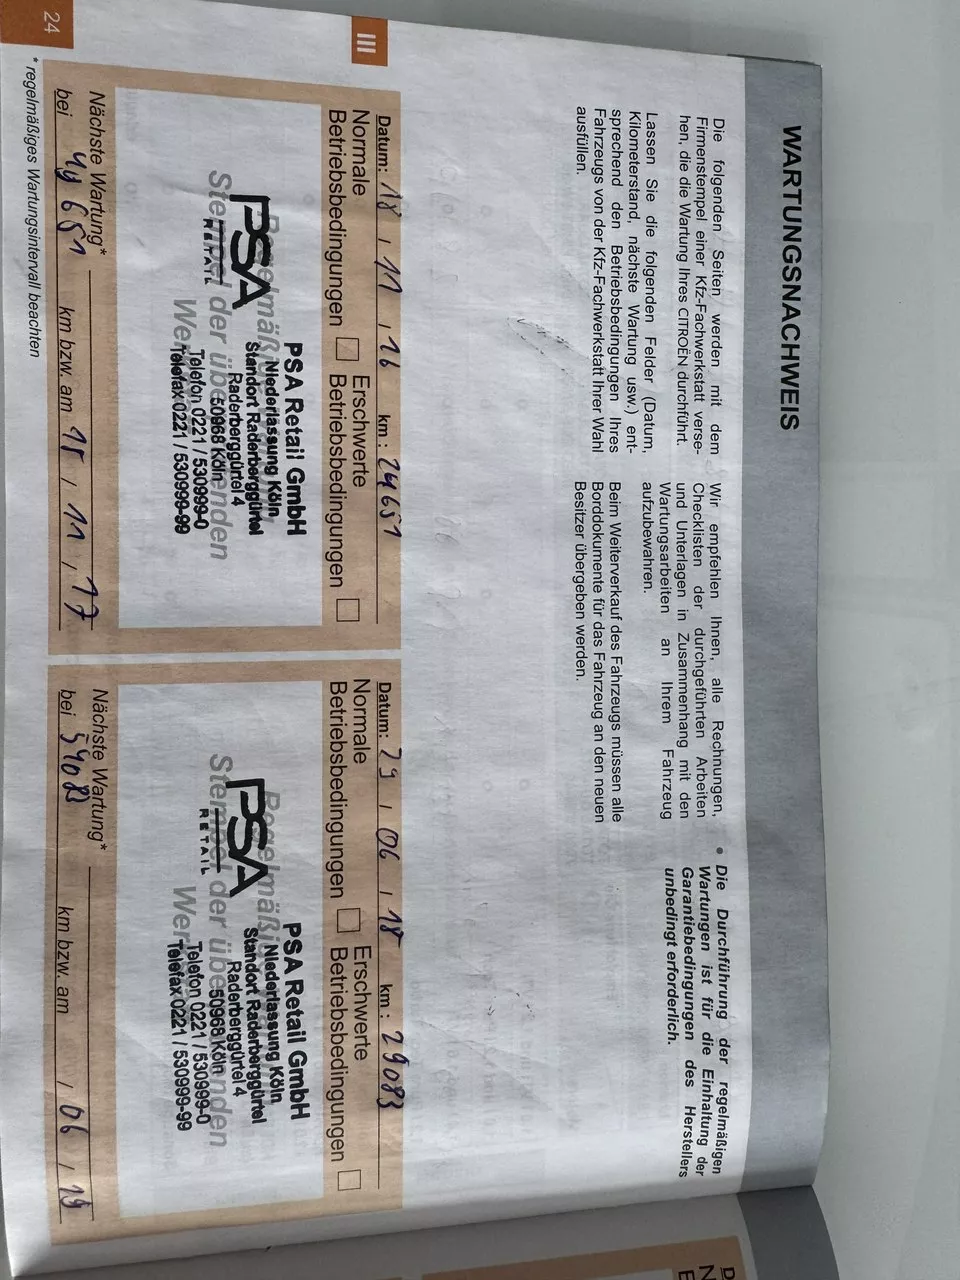 WARTUNGSNACHWEIS
Die folgenden Seiten werden mit dem
Firmenstempel einer Kfz-Fachwerkstatt verse-
hen, die die Wartung Ihres CITROËN durchführt.
Lassen Sie die folgenden Felder (Datum,
Kilometerstand, nächste Wartung usw.) ent-
sprechend den Betriebsbedingungen Ihres
Fahrzeugs von der Kfz-Fachwerkstatt Ihrer Wahl
ausfüllen.
Wir empfehlen Ihnen, alle Rechnungen,
Checklisten der durchgeführten Arbeiten
und Unterlagen in Zusammenhang mit den
Wartungsarbeiten an Ihrem Fahrzeug
aufzubewahren.
Beim Weiterverkauf des Fahrzeugs müssen alle
Borddokumente für das Fahrzeug an den neuen
Besitzer übergeben werden.
• Die Durchführung der regelmäßigen
Wartungen ist für die Einhaltung der
Garantiebedingungen des Herstellers
unbedingt erforderlich.
III
Datum: 18 , 11 , 16 km: 24651
Normale Erschwerte
Betriebsbedingungen Betriebsbedingungen
PSA
RETAIL
PSA Retail GmbH
Niederlassung Köln
Standort Raderberggürtel
Raderberggürtel 4
50968 Köln
Telefon 0221 / 530999-0
Telefax 0221 / 530999-99
Nächste Wartung*
bei 49651 km bzw. am 18 , 11 , 17
Datum: 29 , 06 , 18 km: 29083
Normale Erschwerte
Betriebsbedingungen Betriebsbedingungen
PSA
RETAIL
PSA Retail GmbH
Niederlassung Köln
Standort Raderberggürtel
Raderberggürtel 4
50968 Köln
Telefon 0221 / 530999-0
Telefax 0221 / 530999-99
Nächste Wartung*
bei 54083 km bzw. am , 06 , 19
24
* regelmäßiges Wartungsintervall beachten